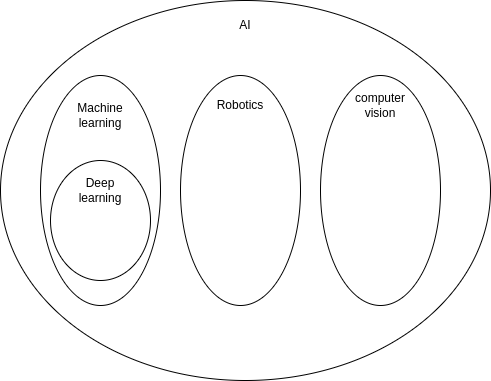 AI
Machine
learning
Deep
learning
Robotics
computer
vision